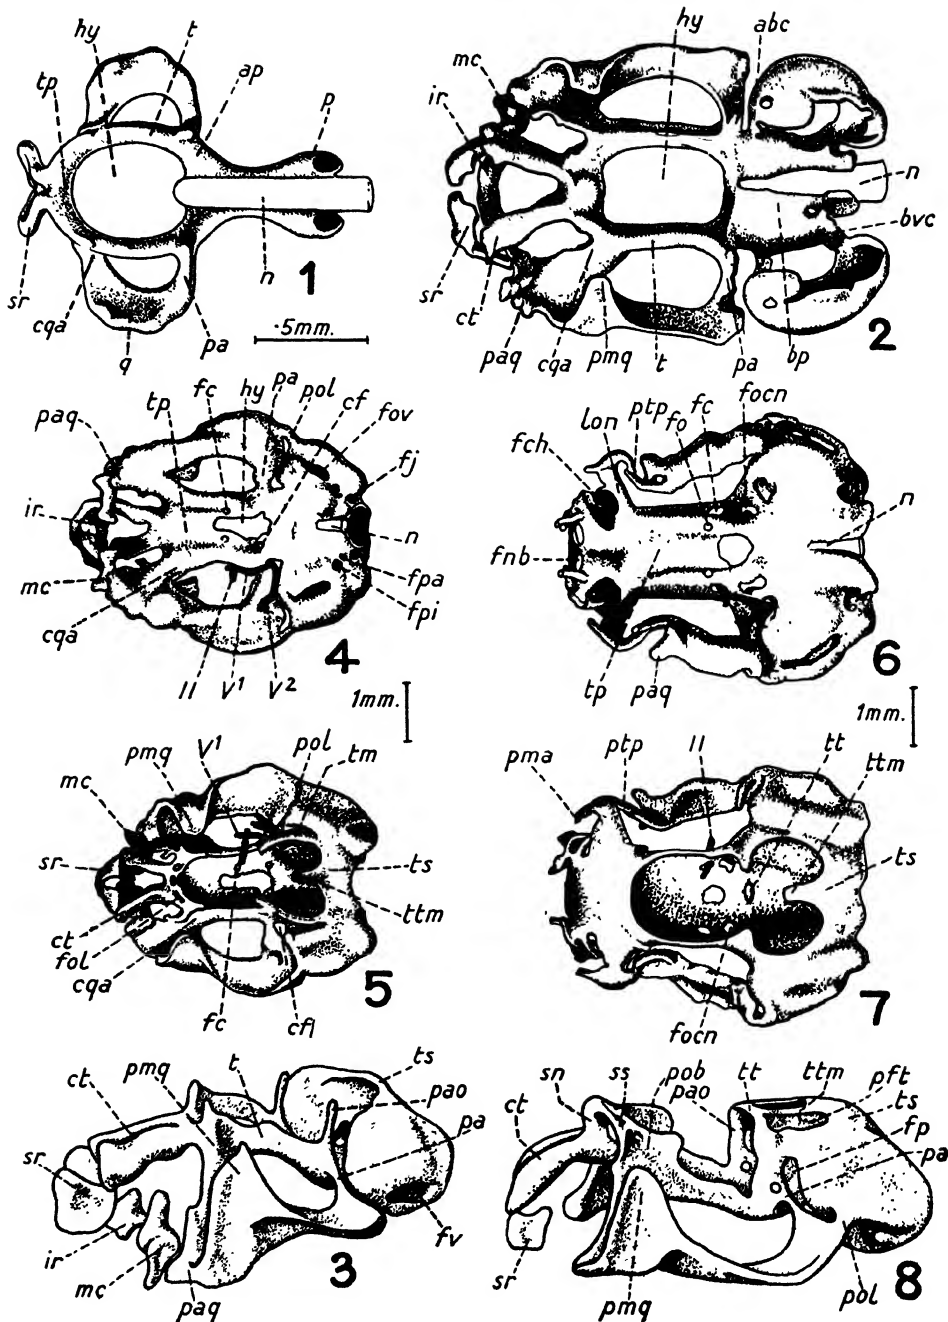 hy
t
ap
tp
p
sr
cqa
q
pa
n
1
.5mm.
hy
abc
mc
ir
n
bvc
sr
ct
paq
cqa
pmq
t
pa
bp
2
paq
tp
fc
hy
pa
pol
cf
fov
fj
ir
n
mc
cqa
fpa
fpi
11
V1
V2
4
1mm.
lon
ptp
fo
fc
focn
fch
n
fnb
tp
paq
6
1mm.
pmq
V1
pol
tm
mc
sr
ts
ttm
ct
fol
cqa
fc
cfl
5
pma
ptp
11
tt
ttm
ts
focn
7
ct
pmq
t
ts
pao
pa
sr
ir
mc
paq
fv
3
sn
ss
pob
pao
tt
ttm
pft
ts
fp
pa
ct
sr
pmq
pol
8